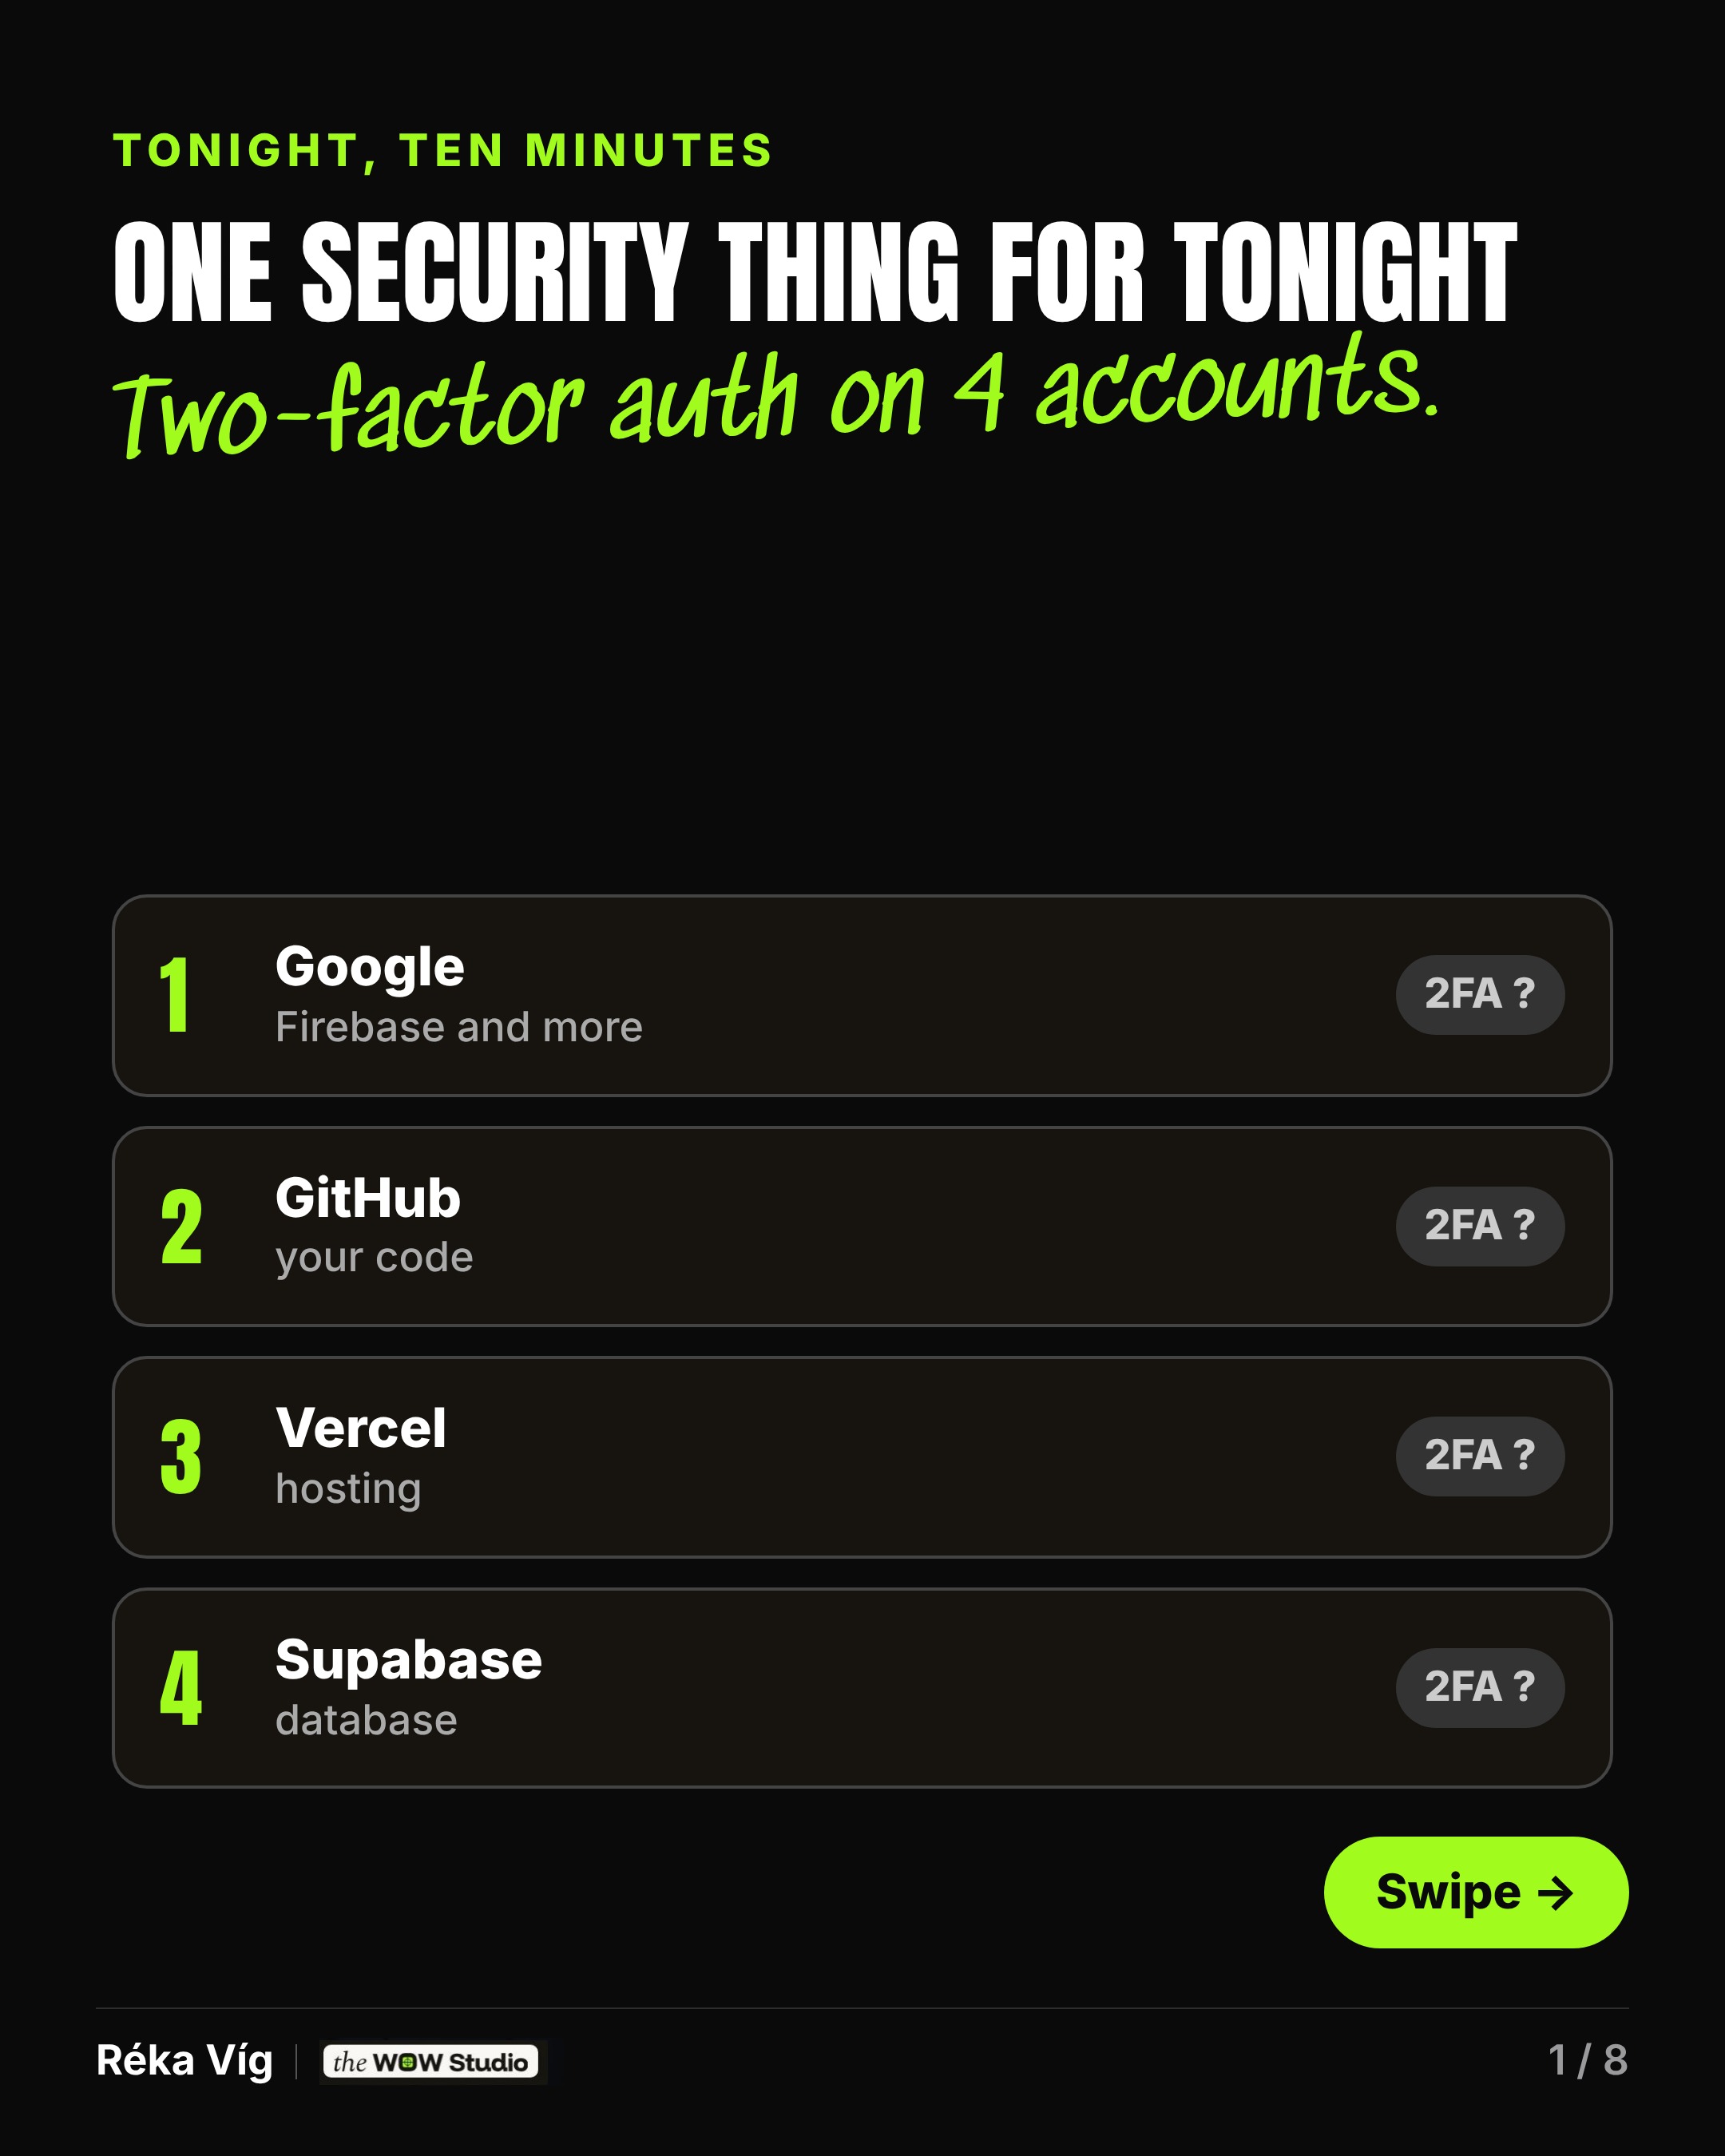 TONIGHT, TEN MINUTES
ONE SECURITY THING FOR TONIGHT
Two-factor auth on 4 accounts.
1
Google
Firebase and more
2FA ?
2
GitHub
your code
2FA ?
3
Vercel
hosting
2FA ?
4
Supabase
database
2FA ?
Swipe →
Réka Víg | the WOW Studio
1 / 8